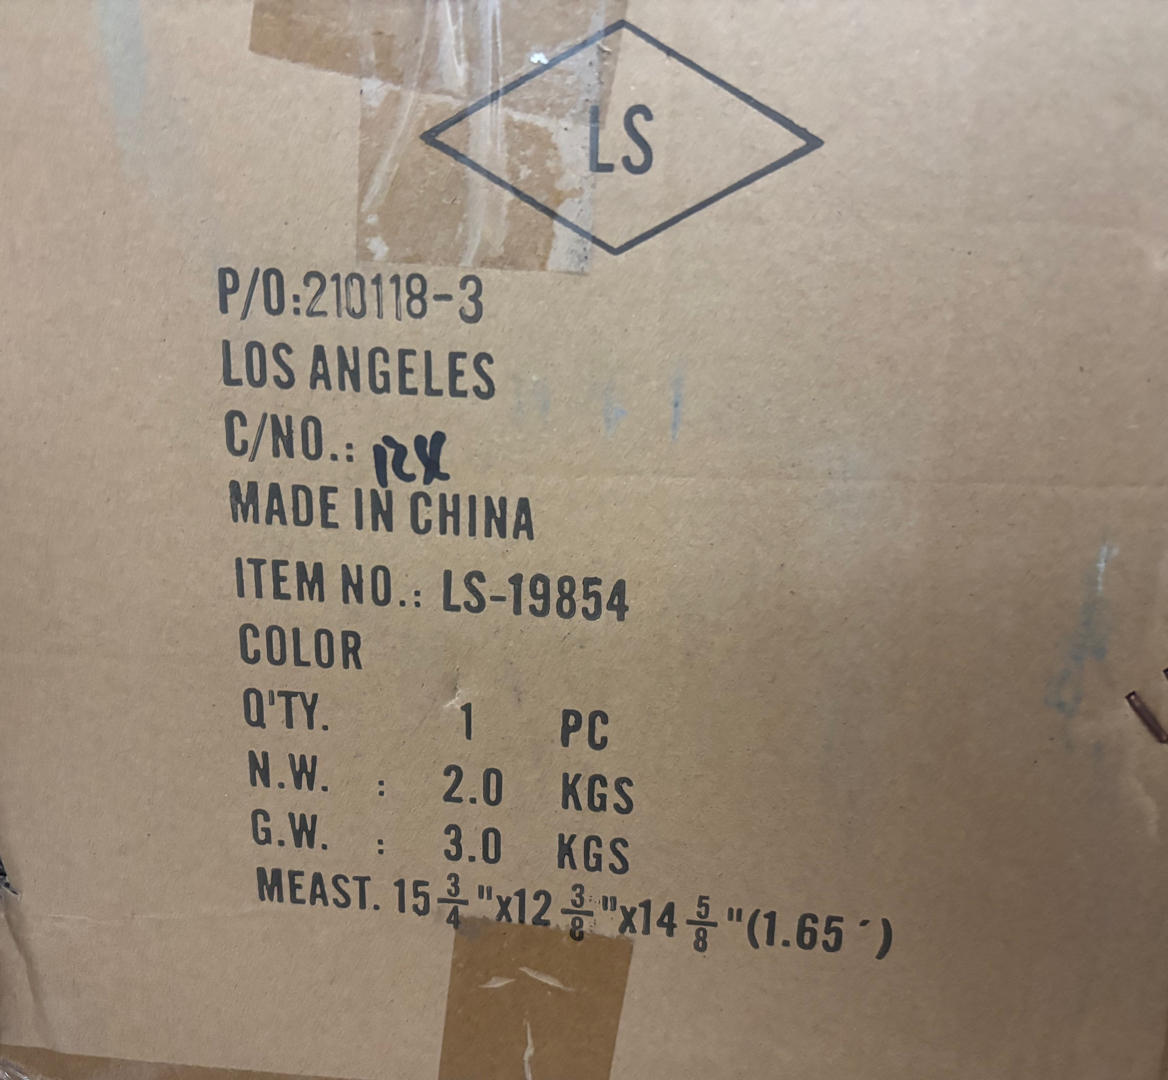 LS
P/O:210118-3
LOS ANGELES
C/NO.:
MADE IN CHINA
ITEM NO.: LS-19854
COLOR
Q'TY. 1 PC
N.W. : 2.0 KGS
G.W. : 3.0 KGS
MEAST. 15 3/4 "x12 3/8 "x14 5/8 "(1.65 ´)